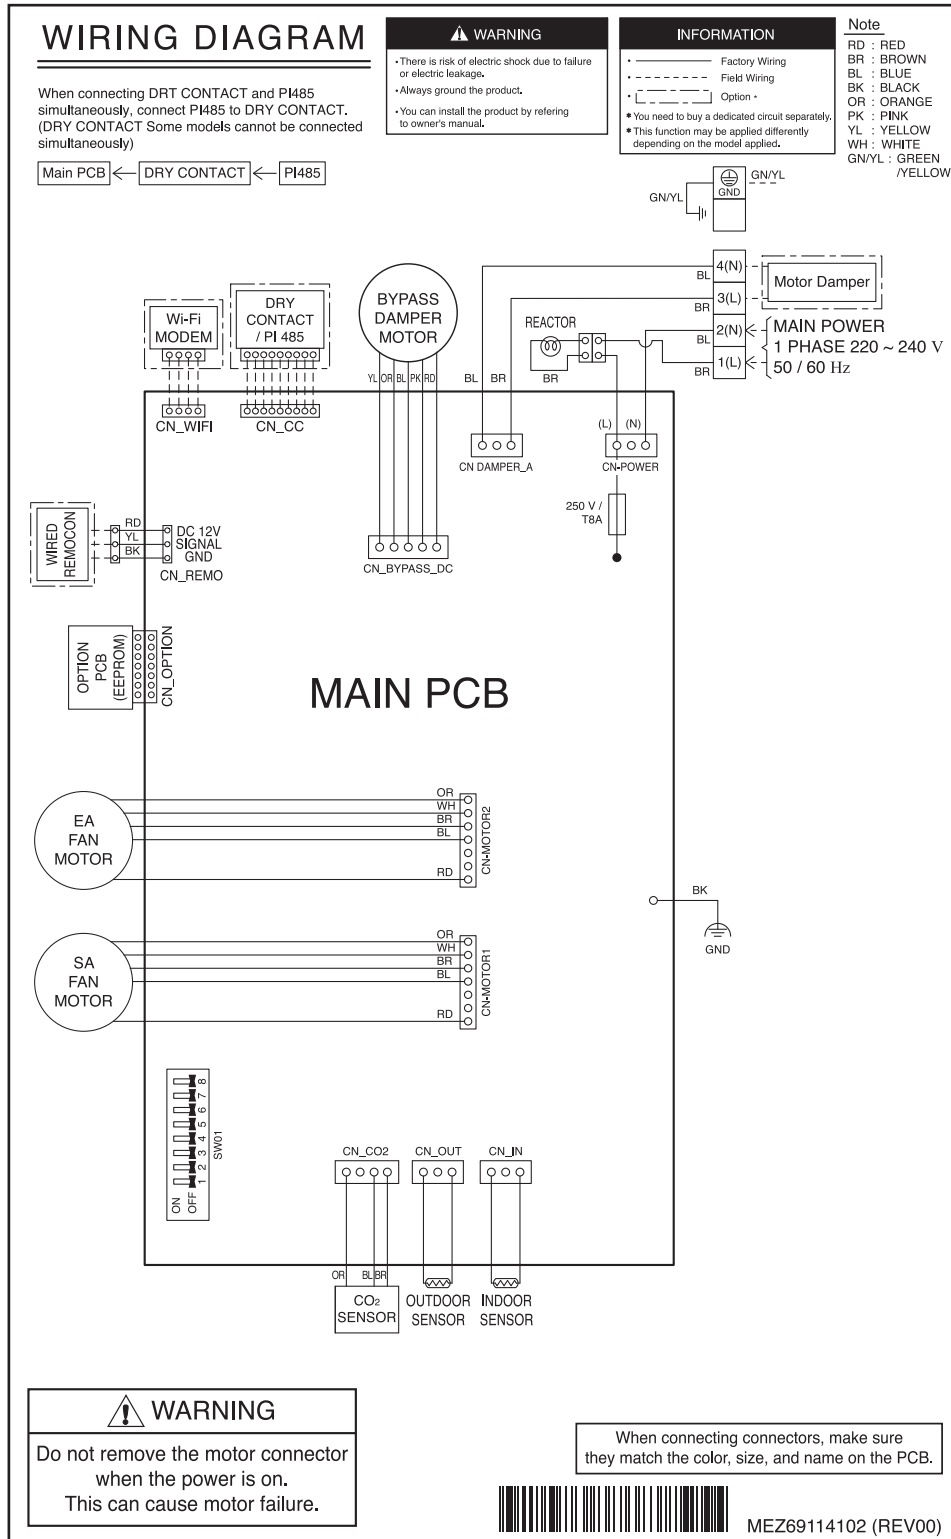 WIRING DIAGRAM
When connecting DRT CONTACT and PI485
simultaneously, connect PI485 to DRY CONTACT.
(DRY CONTACT Some models cannot be connected
simultaneously)
Main PCB
DRY CONTACT
PI485
WARNING
• There is risk of electric shock due to failure
or electric leakage.
• Always ground the product.
• You can install the product by refering
to owner's manual.
INFORMATION
• Factory Wiring
• Field Wiring
• Option *
* You need to buy a dedicated circuit separately.
* This function may be applied differently
depending on the model applied.
Note
RD : RED
BR : BROWN
BL : BLUE
BK : BLACK
OR : ORANGE
PK : PINK
YL : YELLOW
WH : WHITE
GN/YL : GREEN
/YELLOW
GN/YL
GND
GN/YL
4(N)
BL
3(L)
BR
2(N)
BL
1(L)
BR
Motor Damper
MAIN POWER
1 PHASE 220 ~ 240 V
50 / 60 Hz
REACTOR
BR
BYPASS
DAMPER
MOTOR
YL OR BL PK RD
BL BR
Wi-Fi
MODEM
DRY
CONTACT
/ PI 485
CN_WIFI
CN_CC
(L) (N)
CN DAMPER_A
CN-POWER
250 V /
T8A
CN_BYPASS_DC
WIRED
REMOCON
RD
YL
BK
DC 12V
SIGNAL
GND
CN_REMO
OPTION
PCB
(EEPROM)
CN_OPTION
MAIN PCB
EA
FAN
MOTOR
OR
WH
BR
BL
RD
CN-MOTOR2
BK
GND
SA
FAN
MOTOR
OR
WH
BR
BL
RD
CN-MOTOR1
8
7
6
5
4
3
2
1
SW01
ON
OFF
CN_CO2
CN_OUT
CN_IN
OR BL BR
CO2
SENSOR
OUTDOOR
SENSOR
INDOOR
SENSOR
WARNING
Do not remove the motor connector
when the power is on.
This can cause motor failure.
When connecting connectors, make sure
they match the color, size, and name on the PCB.
MEZ69114102 (REV00)